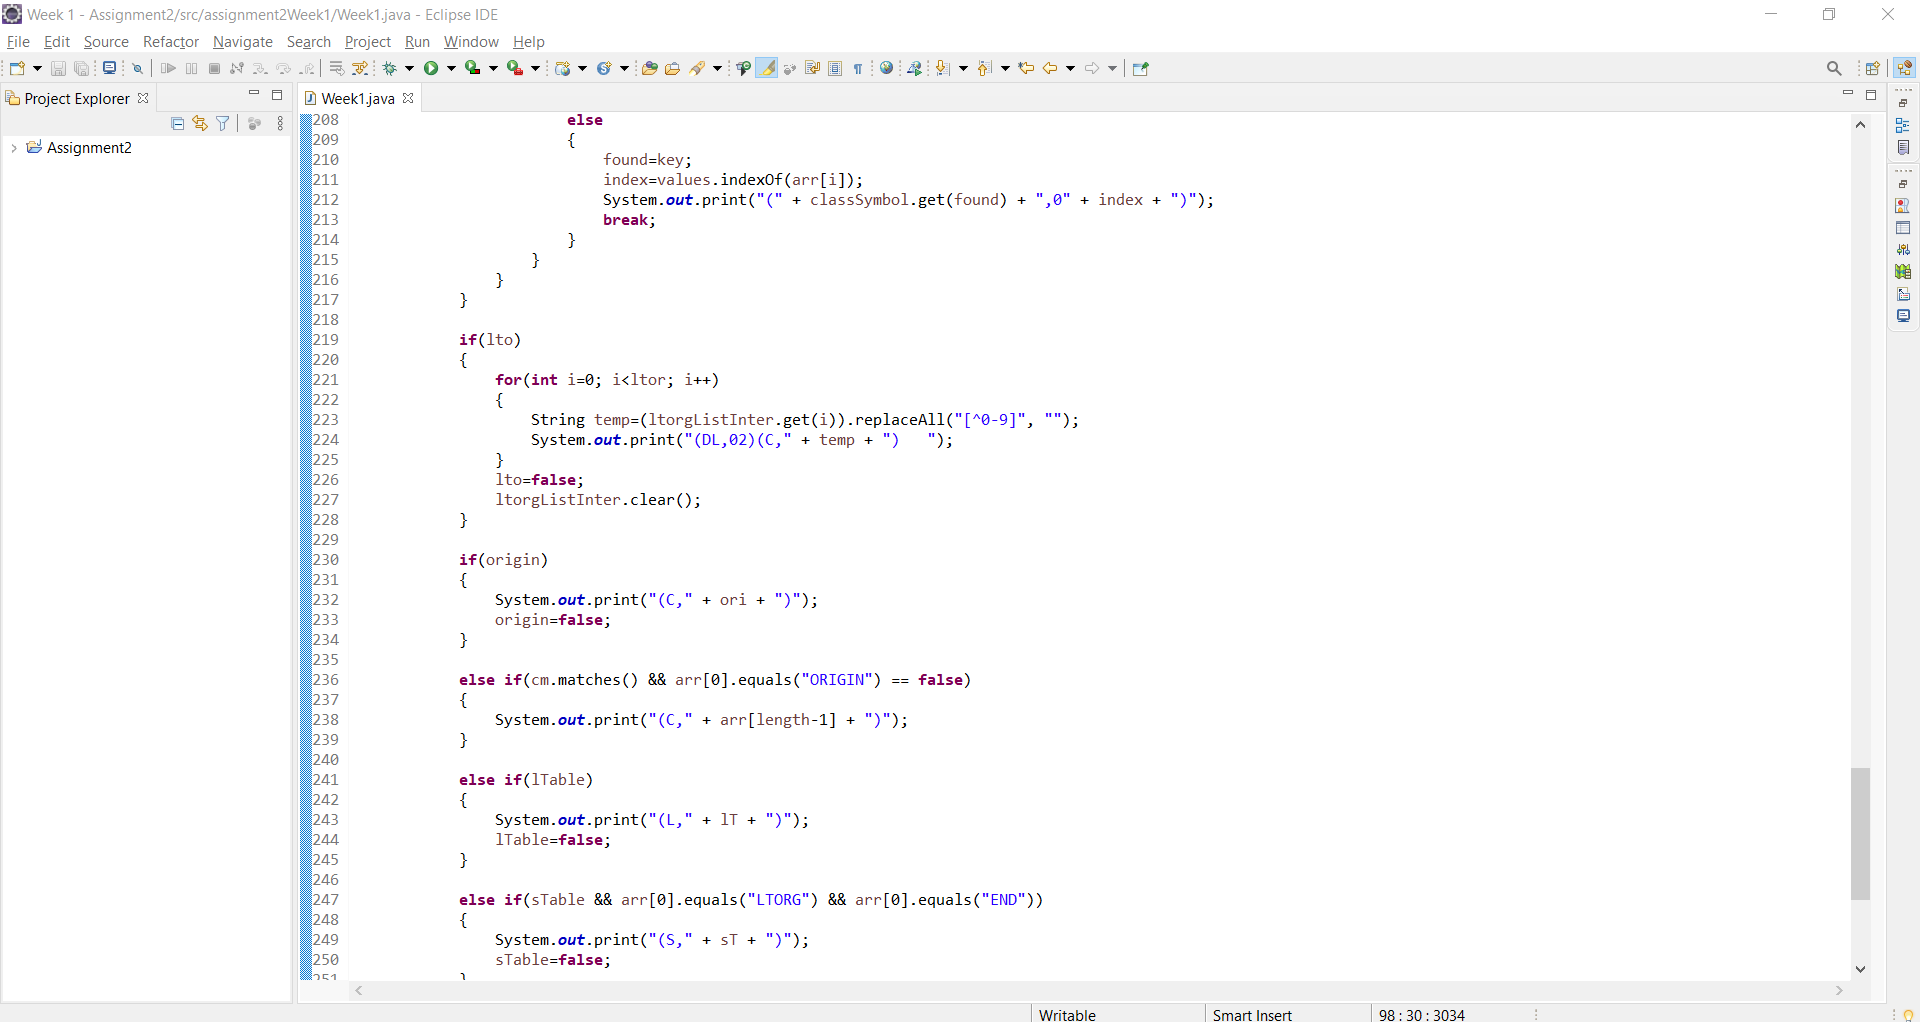 Week 1 - Assignment2/src/assignment2Week1/Week1.java - Eclipse IDE
File Edit Source Refactor Navigate Search Project Run Window Help
Project Explorer
Week1.java
Assignment2
208 else
209 {
210 found=key;
211 index=values.indexOf(arr[i]);
212 System.out.print("(" + classSymbol.get(found) + ",0" + index + ")");
213 break;
214 }
215 }
216 }
217 }
218
219 if(lto)
220 {
221 for(int i=0; i<ltor; i++)
222 {
223 String temp=(ltorgListInter.get(i)).replaceAll("[^0-9]", "");
224 System.out.print("(DL,02)(C," + temp + ")   ");
225 }
226 lto=false;
227 ltorgListInter.clear();
228 }
229
230 if(origin)
231 {
232 System.out.print("(C," + ori + ")");
233 origin=false;
234 }
235
236 else if(cm.matches() && arr[0].equals("ORIGIN") == false)
237 {
238 System.out.print("(C," + arr[length-1] + ")");
239 }
240
241 else if(lTable)
242 {
243 System.out.print("(L," + lT + ")");
244 lTable=false;
245 }
246
247 else if(sTable && arr[0].equals("LTORG") && arr[0].equals("END"))
248 {
249 System.out.print("(S," + sT + ")");
250 sTable=false;
251 }
Writable Smart Insert 98 : 30 : 3034